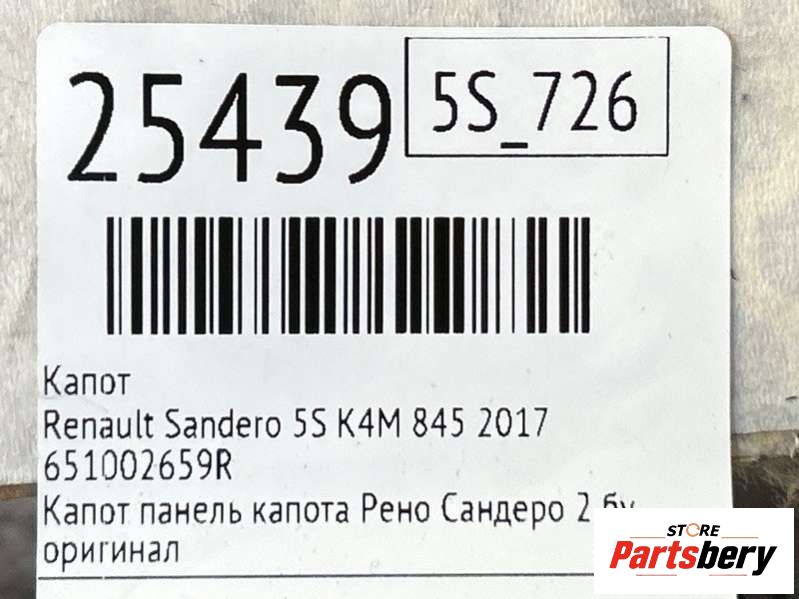 25439
5S_726
Капот
Renault Sandero 5S K4M 845 2017
651002659R
Капот панель капота Рено Сандеро 2 бу
оригинал
STORE
Partsbery